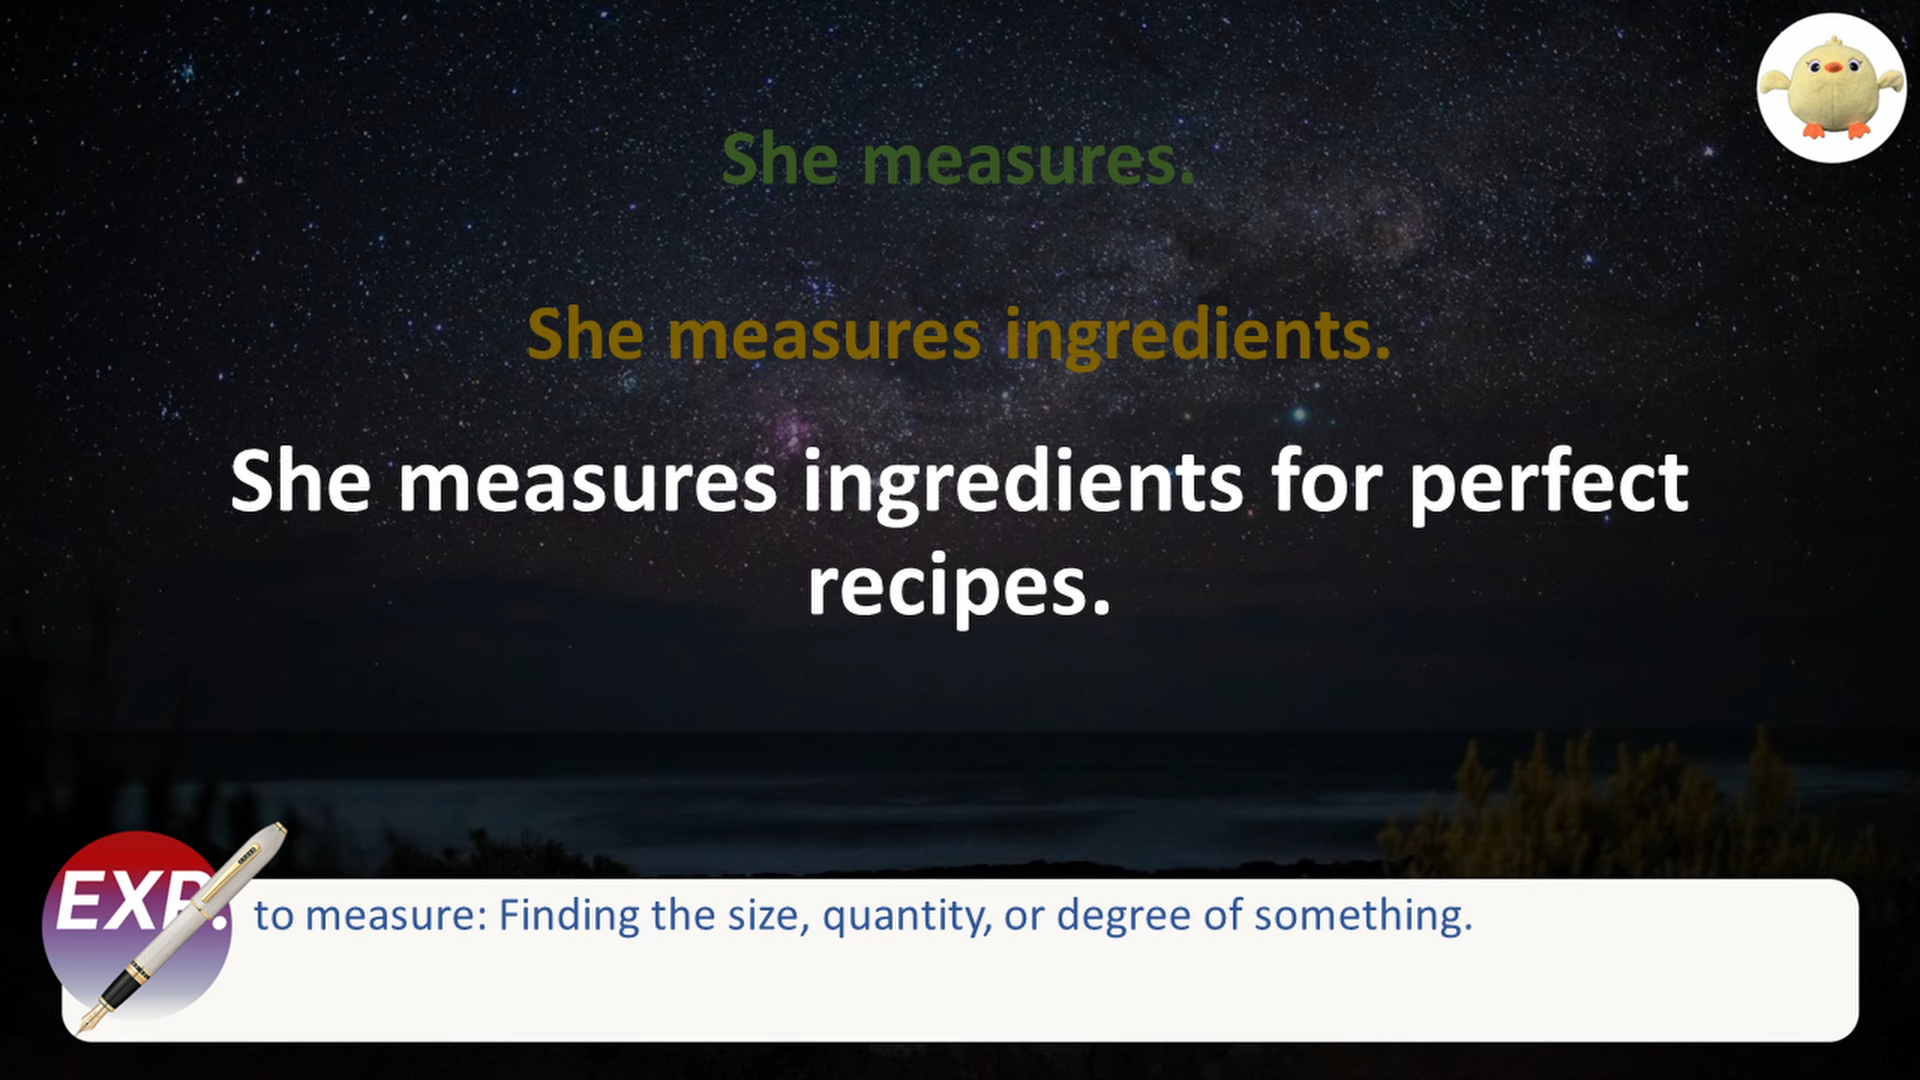 She measures.
She measures ingredients.
She measures ingredients for perfect
recipes.
EXP.
to measure: Finding the size, quantity, or degree of something.